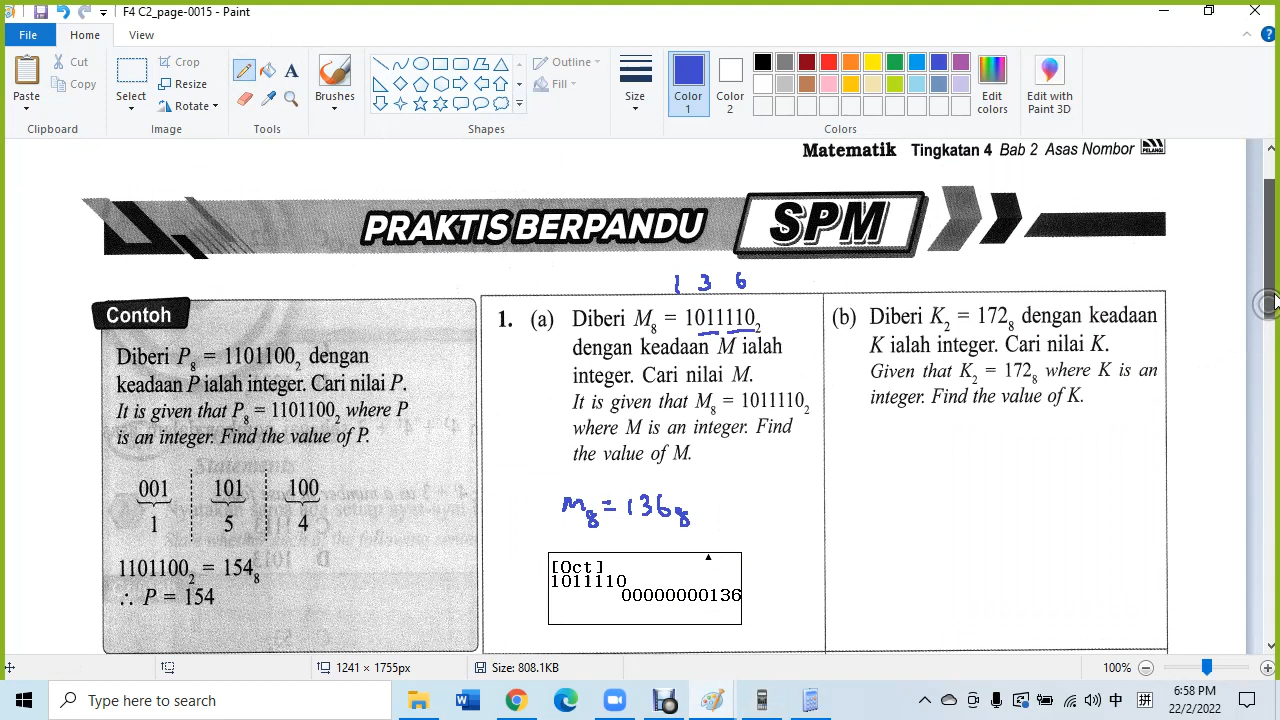 F4 C2_page-0015 - Paint
File Home View
Paste
Cut
Copy
Clipboard
Select
Crop
Resize
Rotate
Image
A
Tools
Brushes
Outline
Fill
Shapes
Size
Color 1
Color 2
Edit colors
Edit with Paint 3D
Colors
Matematik Tingkatan 4 Bab 2 Asas Nombor
PELANGI
PRAKTIS BERPANDU SPM
Contoh
Diberi P₈ = 1101100₂ dengan
keadaan P ialah integer. Cari nilai P.
It is given that P₈ = 1101100₂ where P
is an integer. Find the value of P.
001 101 100
1 5 4
1101100₂ = 154₈
∴ P = 154
1 3 6
1. (a) Diberi M₈ = 1011110₂
dengan keadaan M ialah
integer. Cari nilai M.
It is given that M₈ = 1011110₂
where M is an integer. Find
the value of M.
M₈ = 136₈
[Oct]
1011110
00000000136
(b) Diberi K₂ = 172₈ dengan keadaan
K ialah integer. Cari nilai K.
Given that K₂ = 172₈ where K is an
integer. Find the value of K.
1241 × 1755px
Size: 808.1KB
100%
Type here to search
中
拼
6:58 PM
22/2/2022